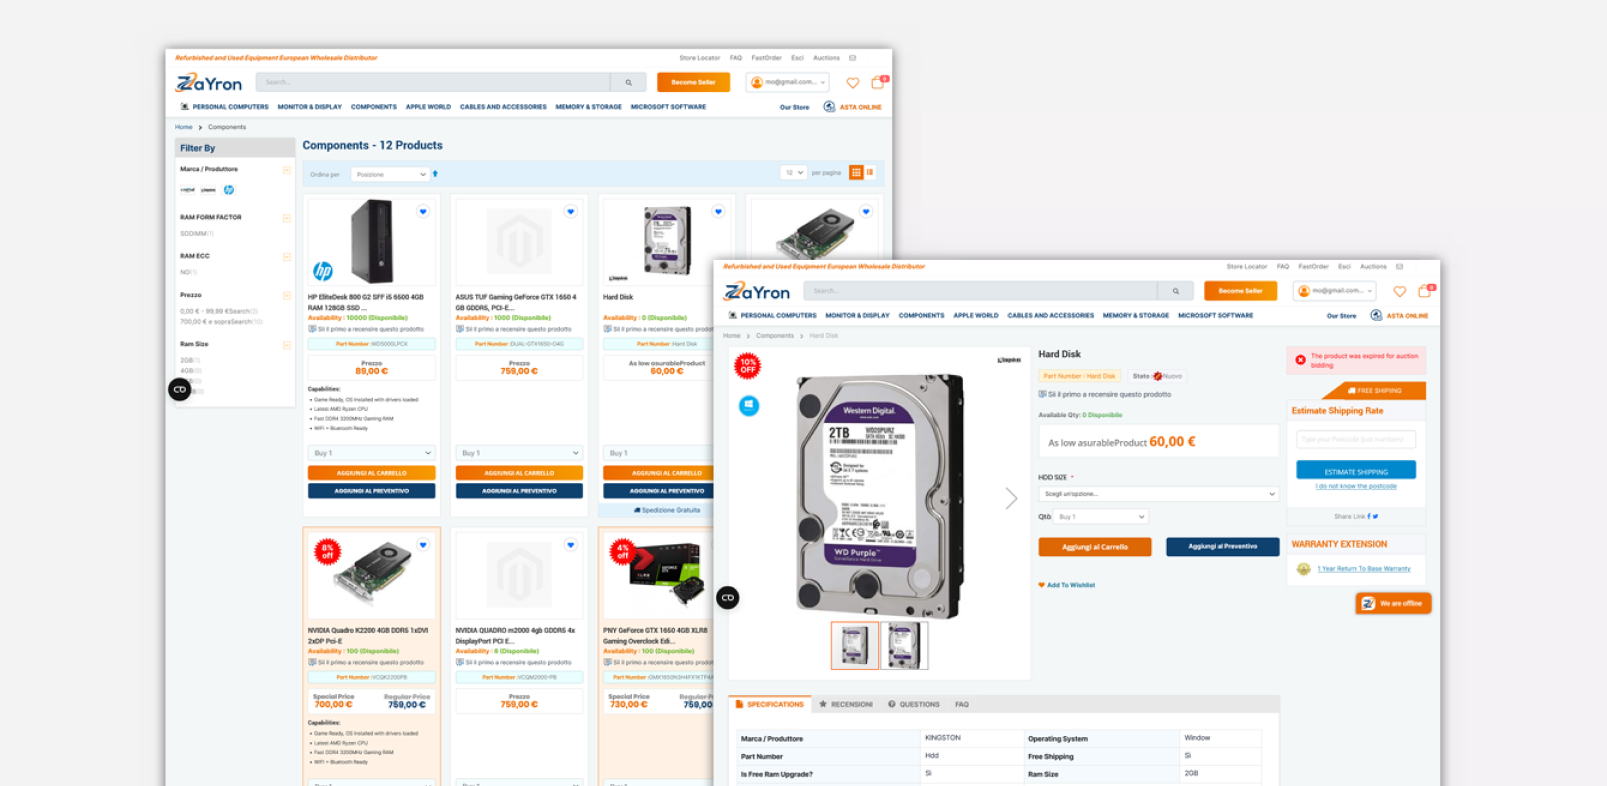 Refurbished and Used Equipment European Wholesale Distributor
Store Locator FAQ FastOrder Esci Auctions
ZaYron
Search...
Become Seller
mo@gmail.com...
0
PERSONAL COMPUTERS MONITOR & DISPLAY COMPONENTS APPLE WORLD CABLES AND ACCESSORIES MEMORY & STORAGE MICROSOFT SOFTWARE
Our Store ASTA ONLINE
Home > Components
Filter By
Marca / Produttore
hp
RAM FORM FACTOR
SODIMM(1)
RAM ECC
NO(1)
Prezzo
0,00 € - 99,99 €Search(3)
700,00 € e sopraSearch(10)
Ram Size
2GB(1)
4GB(0)
Components - 12 Products
Ordina per Posizione
12 per pagina
hp
HP EliteDesk 800 G2 SFF i5 6500 4GB
RAM 128GB SSD ...
Availability : 10000 (Disponibile)
Sii il primo a recensire questo prodotto
Part Number :WD5000LPCX
Prezzo
89,00 €
Capabilities:
• Game Ready, OS Installed with drivers loaded
• Latest AMD Ryzen CPU
• Fast DDR4 3200MHz Gaming RAM
• WiFi + Bluetooth Ready
Buy 1
AGGIUNGI AL CARRELLO
AGGIUNGI AL PREVENTIVO
ASUS TUF Gaming GeForce GTX 1650 4
GB GDDR5, PCI-E...
Availability : 1000 (Disponibile)
Sii il primo a recensire questo prodotto
Part Number :DUAL-GTX1650-O4G
Prezzo
759,00 €
Buy 1
AGGIUNGI AL CARRELLO
AGGIUNGI AL PREVENTIVO
Kingston
Hard Disk
Availability : 0 (Disponibile)
Sii il primo a recensire questo prodot
Part Number :Hard Disk
As low asurableProduct
60,00 €
Buy 1
AGGIUNGI AL CARRELLO
AGGIUNGI AL PREVENTIVO
Spedizione Gratuita
8%
off
NVIDIA Quadro K2200 4GB DDR5 1xDVI
2xDP Pci-E
Availability : 100 (Disponibile)
Sii il primo a recensire questo prodotto
Part Number :VCQK2200PB
Special Price Regular Price
700,00 € 759,00 €
Capabilities:
• Game Ready, OS Installed with drivers loaded
• Latest AMD Ryzen CPU
• Fast DDR4 3200MHz Gaming RAM
• WiFi + Bluetooth Ready
NVIDIA QUADRO m2000 4gb GDDR5 4x
DisplayPort PCI E...
Availability : 6 (Disponibile)
Sii il primo a recensire questo prodotto
Part Number :VCQM2000-PB
Prezzo
759,00 €
4%
off
PNY GeForce GTX 1650 4GB XLR8
Gaming Overclock Edi...
Availability : 100 (Disponibile)
Sii il primo a recensire questo prodot
Special Price Regular P
730,00 € 759,00
Refurbished and Used Equipment European Wholesale Distributor
Store Locator FAQ FastOrder Esci Auctions
ZaYron
Search...
Become Seller
mo@gmail.com...
0
PERSONAL COMPUTERS MONITOR & DISPLAY COMPONENTS APPLE WORLD CABLES AND ACCESSORIES MEMORY & STORAGE MICROSOFT SOFTWARE
Our Store ASTA ONLINE
Home > Components > Hard Disk
10%
OFF
Kingston
Western Digital
2TB WD20PURZ
WD Purple™
Surveillance Hard Drive
Hard Disk
Part Number : Hard Disk
Stato : Nuovo
Sii il primo a recensire questo prodotto
Available Qty: 0 Disponibile
As low asurableProduct 60,00 €
HDD SIZE *
Scegli un'opzione...
Qtà: Buy 1
Aggiungi al Carrello
Aggiungi al Preventivo
Add To Wishlist
The product was expired for auction
bidding
FREE SHIPING
Estimate Shipping Rate
Type your Postcode (just numbers)
ESTIMATE SHIPPING
I do not know the postcode
Share Link
WARRANTY EXTENSION
1 Year Return To Base Warranty
We are offline
SPECIFICATIONS RECENSIONI QUESTIONS FAQ
Marca / Produttore KINGSTON Operating System Window
Part Number Hdd Free Shipping Sì
Is Free Ram Upgrade? Sì Ram Size 2GB